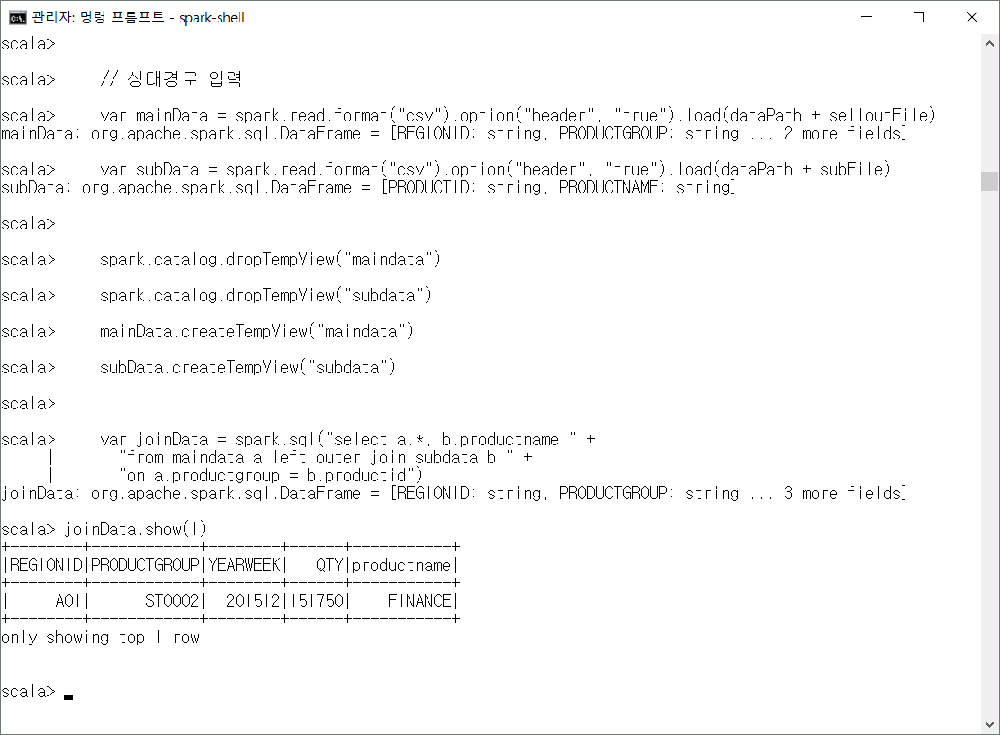 관리자: 명령 프롬프트 - spark-shell
scala>
scala>     // 상대경로 입력
scala>     var mainData = spark.read.format("csv").option("header", "true").load(dataPath + selloutFile)
mainData: org.apache.spark.sql.DataFrame = [REGIONID: string, PRODUCTGROUP: string ... 2 more fields]
scala>     var subData = spark.read.format("csv").option("header", "true").load(dataPath + subFile)
subData: org.apache.spark.sql.DataFrame = [PRODUCTID: string, PRODUCTNAME: string]
scala>
scala>     spark.catalog.dropTempView("maindata")
scala>     spark.catalog.dropTempView("subdata")
scala>     mainData.createTempView("maindata")
scala>     subData.createTempView("subdata")
scala>
scala>     var joinData = spark.sql("select a.*, b.productname " +
     |       "from maindata a left outer join subdata b " +
     |       "on a.productgroup = b.productid")
joinData: org.apache.spark.sql.DataFrame = [REGIONID: string, PRODUCTGROUP: string ... 3 more fields]
scala> joinData.show(1)
+--------+------------+--------+------+-----------+
|REGIONID|PRODUCTGROUP|YEARWEEK|   QTY|productname|
+--------+------------+--------+------+-----------+
|     A01|      ST0002|  201512|151750|    FINANCE|
+--------+------------+--------+------+-----------+
only showing top 1 row
scala>